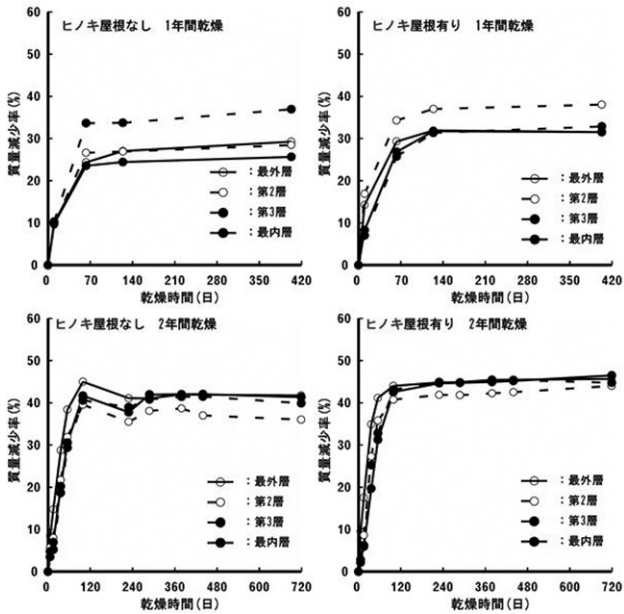 ヒノキ屋根なし 1年間乾燥
質量減少率(%)
60
50
40
30
20
10
0
:最外層
:第2層
:第3層
:最内層
0 70 140 210 280 350 420
乾燥時間(日)
ヒノキ屋根有り 1年間乾燥
質量減少率(%)
60
50
40
30
20
10
0
:最外層
:第2層
:第3層
:最内層
0 70 140 210 280 350 420
乾燥時間(日)
ヒノキ屋根なし 2年間乾燥
質量減少率(%)
60
50
40
30
20
10
0
:最外層
:第2層
:第3層
:最内層
0 120 240 360 480 600 720
乾燥時間(日)
ヒノキ屋根有り 2年間乾燥
質量減少率(%)
60
50
40
30
20
10
0
:最外層
:第2層
:第3層
:最内層
0 120 240 360 480 600 720
乾燥時間(日)